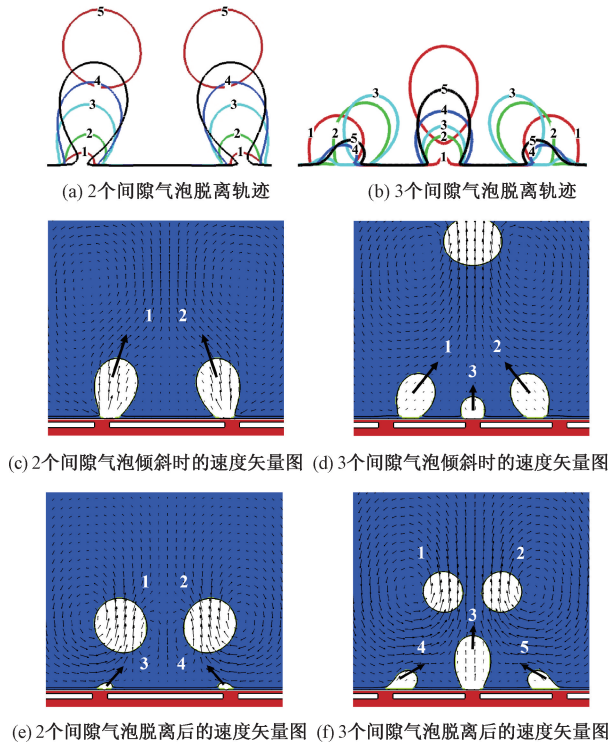 5 5
4 4
3 3
2 2
1 1
(a) 2个间隙气泡脱离轨迹
5
3 4 3
1 2 3 2 1
5 2 5
4 1 4
(b) 3个间隙气泡脱离轨迹
1 2
(c) 2个间隙气泡倾斜时的速度矢量图
1 2
3
(d) 3个间隙气泡倾斜时的速度矢量图
1 2
3 4
(e) 2个间隙气泡脱离后的速度矢量图
1 2
3
4 5
(f) 3个间隙气泡脱离后的速度矢量图